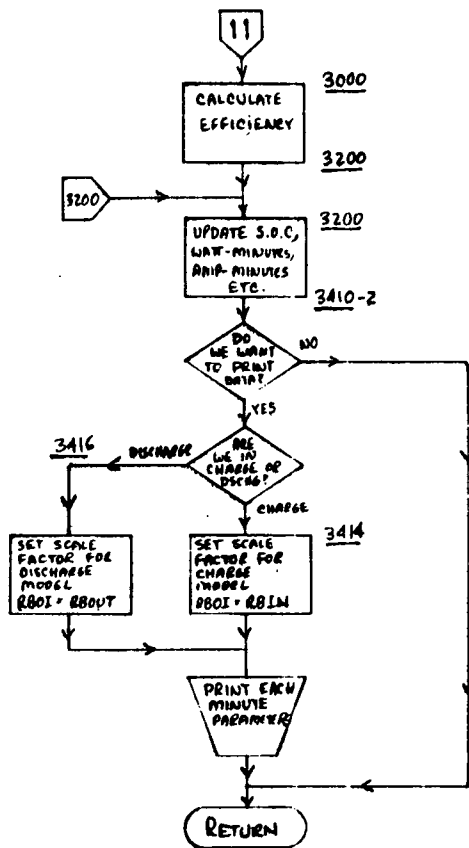 11
3000
CALCULATE
EFFICIENCY
3200
3200
3200
UPDATE S.O.C,
WATT-MINUTES,
AMP-MINUTES
ETC.
3410-2
DO
WE WANT
TO PRINT
DATA?
NO
YES
3416
DISCHARGE
ARE
WE IN
CHARGE OR
DSCHG?
CHARGE
3414
SET SCALE
FACTOR FOR
DISCHARGE
MODEL
RBOI = RBOUT
SET SCALE
FACTOR FOR
CHARGE
MODEL
RBOI = RBIN
PRINT EACH
MINUTE
PARAMETERS
RETURN